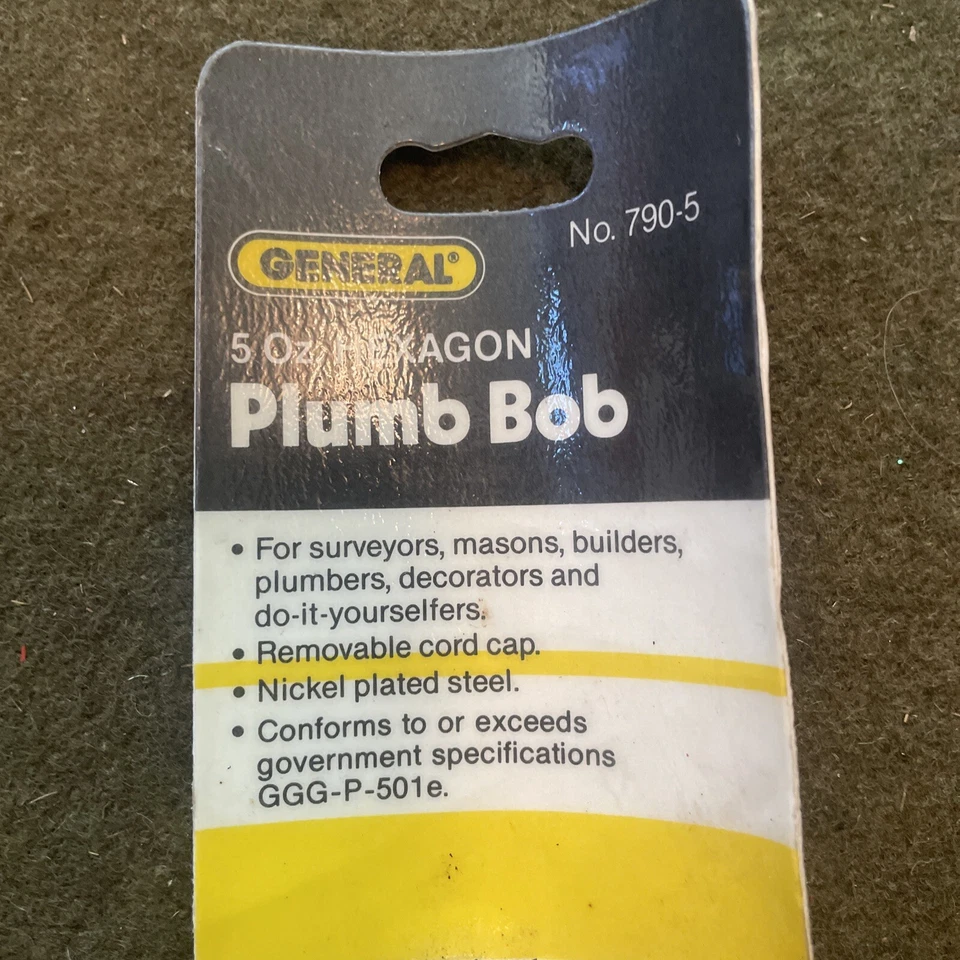 No. 790-5
GENERAL®
5 Oz HEXAGON
Plumb Bob
• For surveyors, masons, builders,
plumbers, decorators and
do-it-yourselfers.
• Removable cord cap.
• Nickel plated steel.
• Conforms to or exceeds
government specifications
GGG-P-501e.